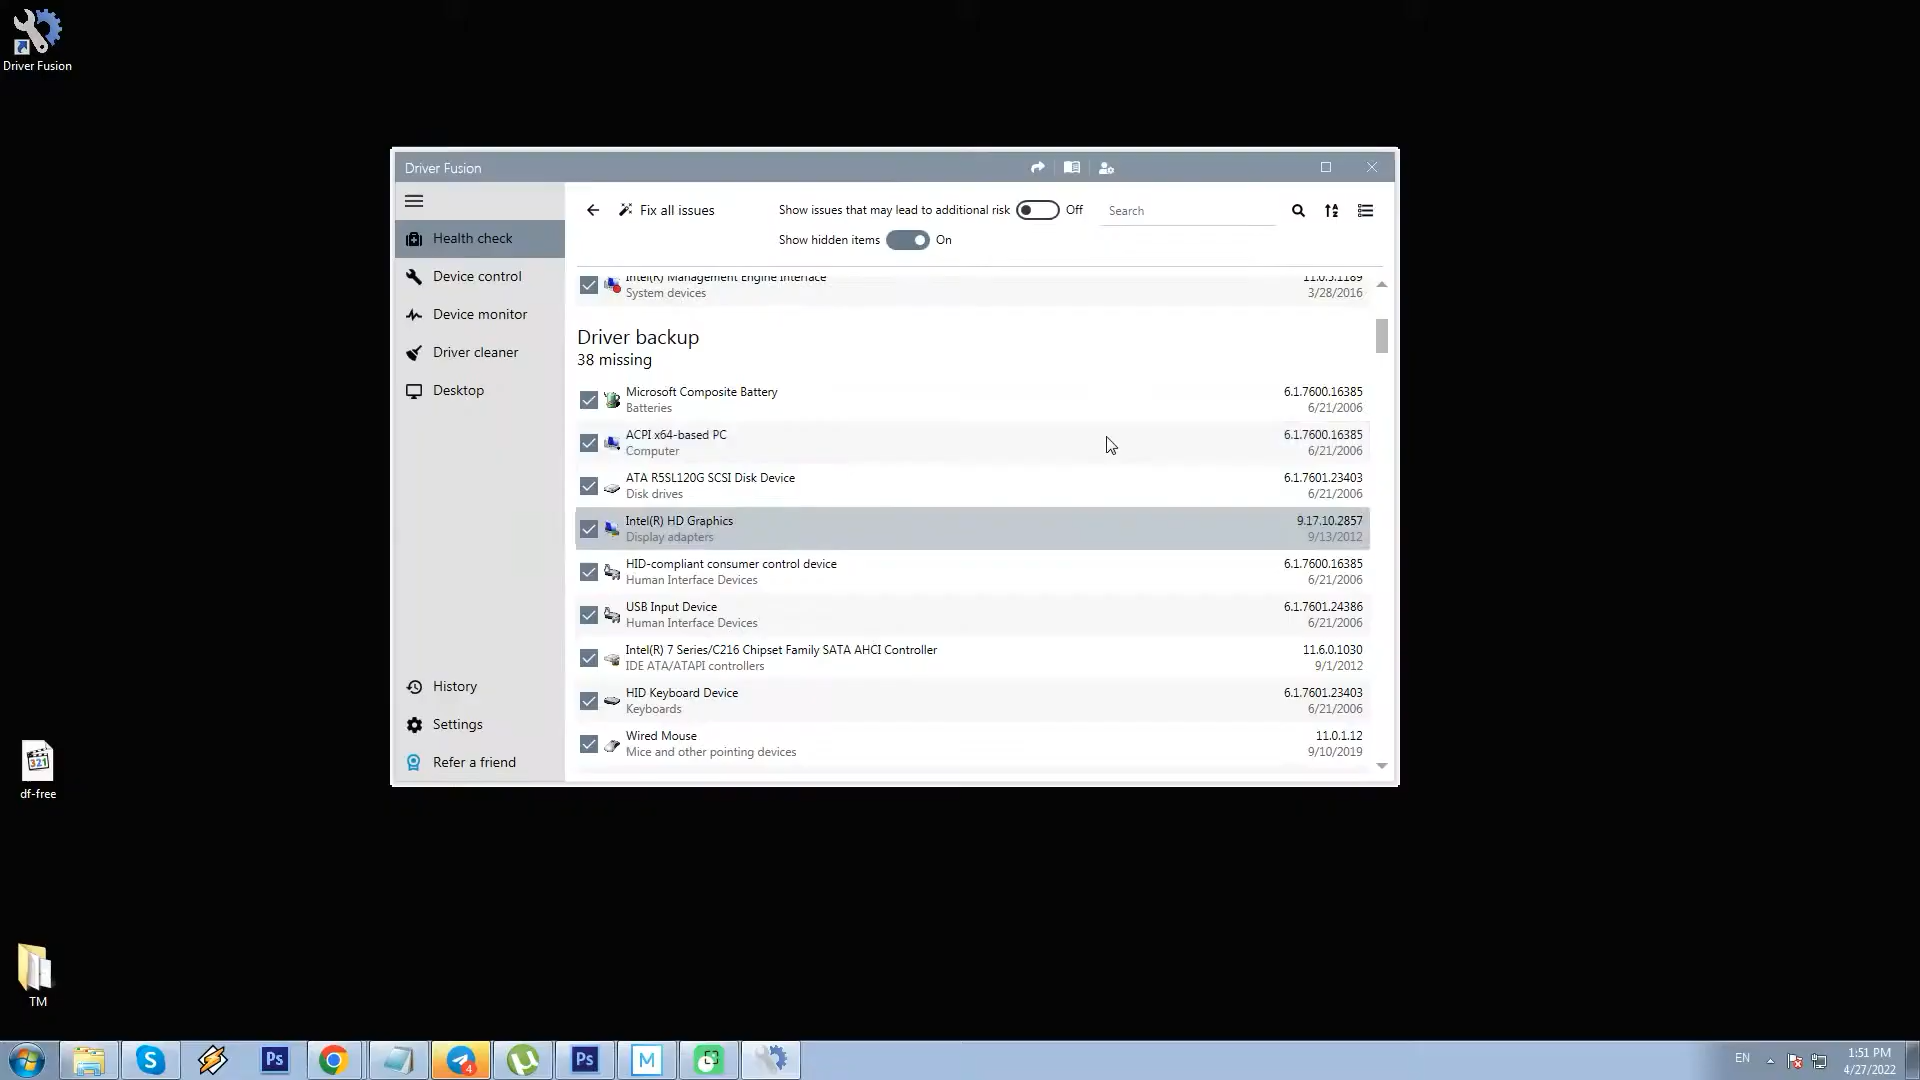 Driver Fusion
Driver Fusion
Fix all issues
Show issues that may lead to additional risk Off
Search
Show hidden items On
Health check
Device control
Device monitor
Driver cleaner
Desktop
History
Settings
Refer a friend
Intel(R) Management Engine Interface 11.0.5.1189
System devices 3/28/2016
Driver backup
38 missing
Microsoft Composite Battery 6.1.7600.16385
Batteries 6/21/2006
ACPI x64-based PC 6.1.7600.16385
Computer 6/21/2006
ATA R5SL120G SCSI Disk Device 6.1.7601.23403
Disk drives 6/21/2006
Intel(R) HD Graphics 9.17.10.2857
Display adapters 9/13/2012
HID-compliant consumer control device 6.1.7600.16385
Human Interface Devices 6/21/2006
USB Input Device 6.1.7601.24386
Human Interface Devices 6/21/2006
Intel(R) 7 Series/C216 Chipset Family SATA AHCI Controller 11.6.0.1030
IDE ATA/ATAPI controllers 9/1/2012
HID Keyboard Device 6.1.7601.23403
Keyboards 6/21/2006
Wired Mouse 11.0.1.12
Mice and other pointing devices 9/10/2019
321
df-free
TM
S
Ps
4
Ps
M
EN
1:51 PM
4/27/2022